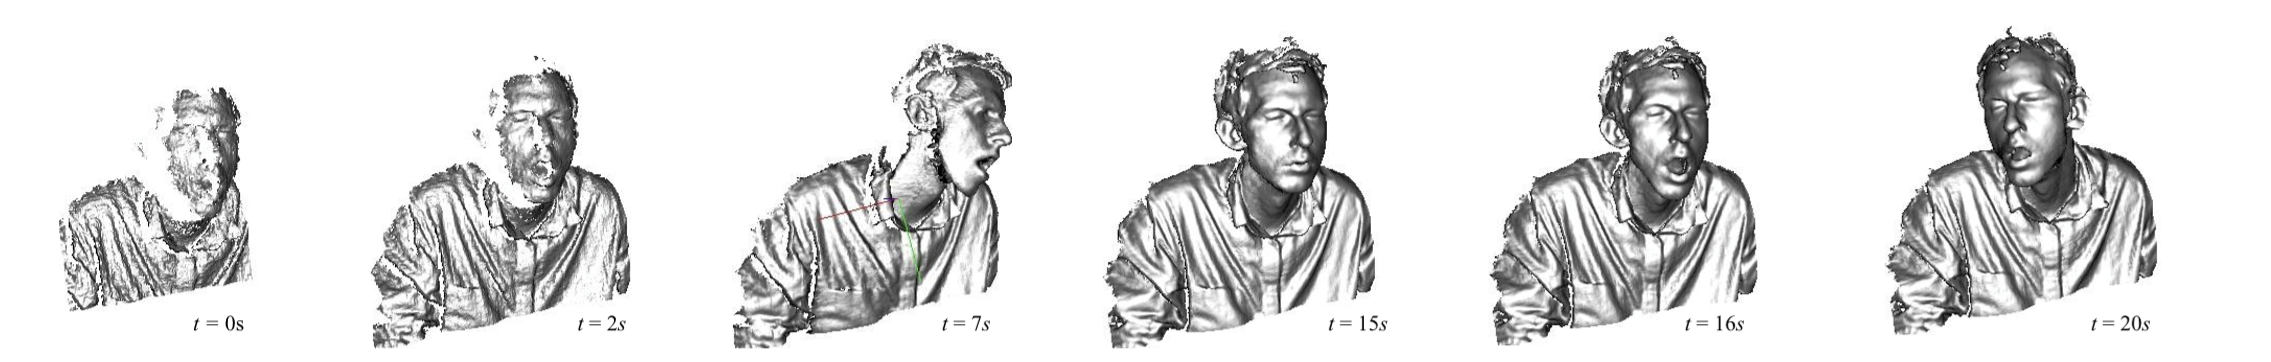 t = 0s
t = 2s
t = 7s
t = 15s
t = 16s
t = 20s